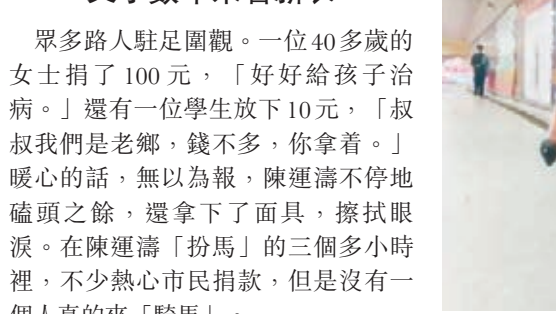 眾多路人駐足圍觀。一位40多歲的
女士捐了100元，「好好給孩子治
病。」還有一位學生放下10元，「叔
叔我們是老鄉，錢不多，你拿着。」
暖心的話，無以為報，陳運濤不停地
磕頭之餘，還拿下了面具，擦拭眼
淚。在陳運濤「扮馬」的三個多小時
裡，不少熱心市民捐款，但是沒有一
個人真的來「騎馬」。